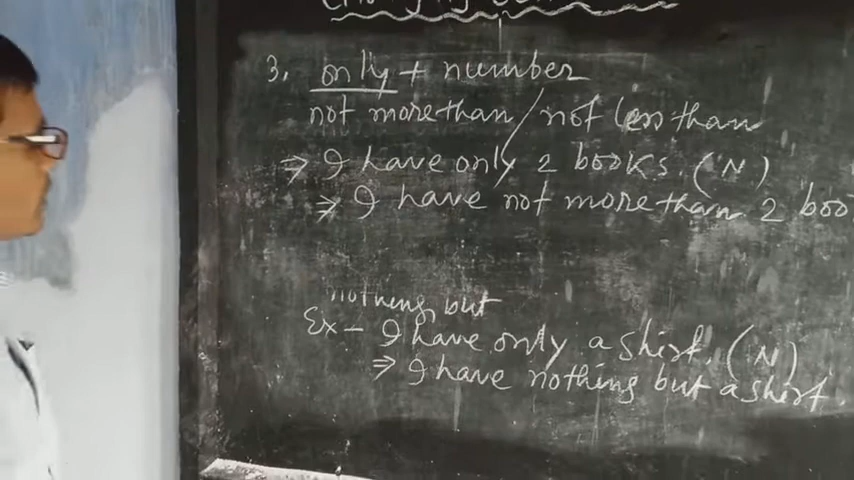 3. only + number
not more than / not less than
⇒ I have only 2 books. (N)
⇒ I have not more than 2 boo
nothing but
Ex - I have only a shirt. (N)
⇒ I have nothing but a shirt.